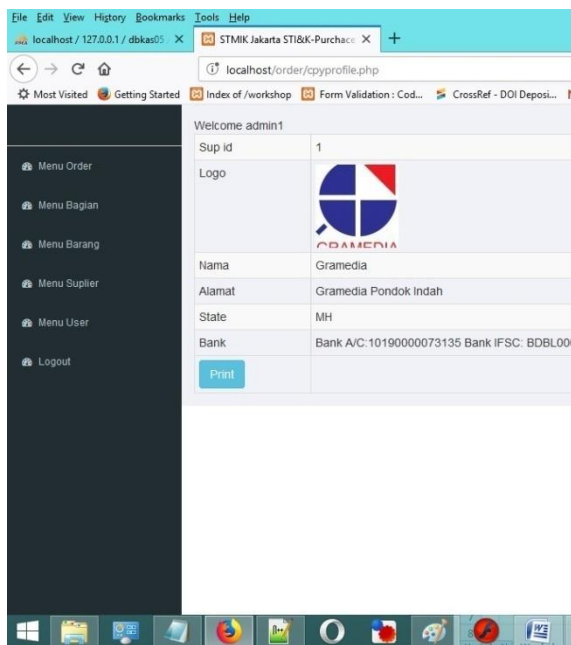 File Edit View History Bookmarks Tools Help
localhost / 127.0.0.1 / dbkas05
STMIK Jakarta STI&K-Purchace
localhost/order/cpyprofile.php
Most Visited Getting Started Index of /workshop Form Validation : Cod... CrossRef - DOI Deposi...
Welcome admin1
Sup id 1
Menu Order
Logo
GRAMEDIA
Menu Bagian
Menu Barang
Nama Gramedia
Menu Suplier
Alamat Gramedia Pondok Indah
State MH
Menu User
Bank Bank A/C:10190000073135 Bank IFSC: BDBL00
Logout
Print